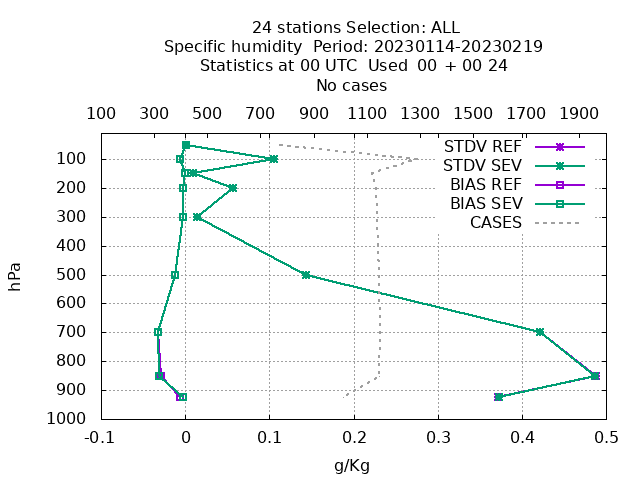 24 stations Selection: ALL
Specific humidity  Period: 20230114-20230219
Statistics at 00 UTC  Used  00 + 00 24
No cases
100 300 500 700 900 1100 1300 1500 1700 1900
STDV REF
STDV SEV
BIAS REF
BIAS SEV
CASES
100
200
300
400
500
600
700
800
900
1000
hPa
-0.1 0 0.1 0.2 0.3 0.4 0.5
g/Kg